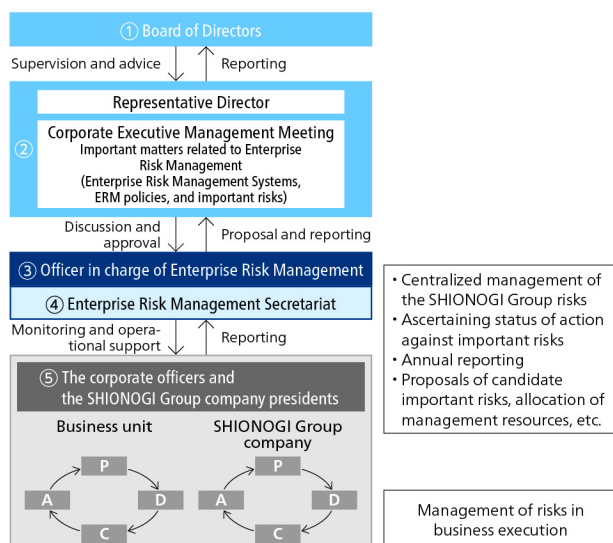 ① Board of Directors
Supervision and advice
Reporting
Representative Director
②
Corporate Executive Management Meeting
Important matters related to Enterprise
Risk Management
(Enterprise Risk Management Systems,
ERM policies, and important risks)
Discussion and
approval
Proposal and reporting
③ Officer in charge of Enterprise Risk Management
④ Enterprise Risk Management Secretariat
Monitoring and opera-
tional support
Reporting
⑤ The corporate officers and
the SHIONOGI Group company presidents
Business unit
P
A
D
C
SHIONOGI Group
company
P
A
D
C
• Centralized management of
the SHIONOGI Group risks
• Ascertaining status of action
against important risks
• Annual reporting
• Proposals of candidate
important risks, allocation of
management resources, etc.
Management of risks in
business execution